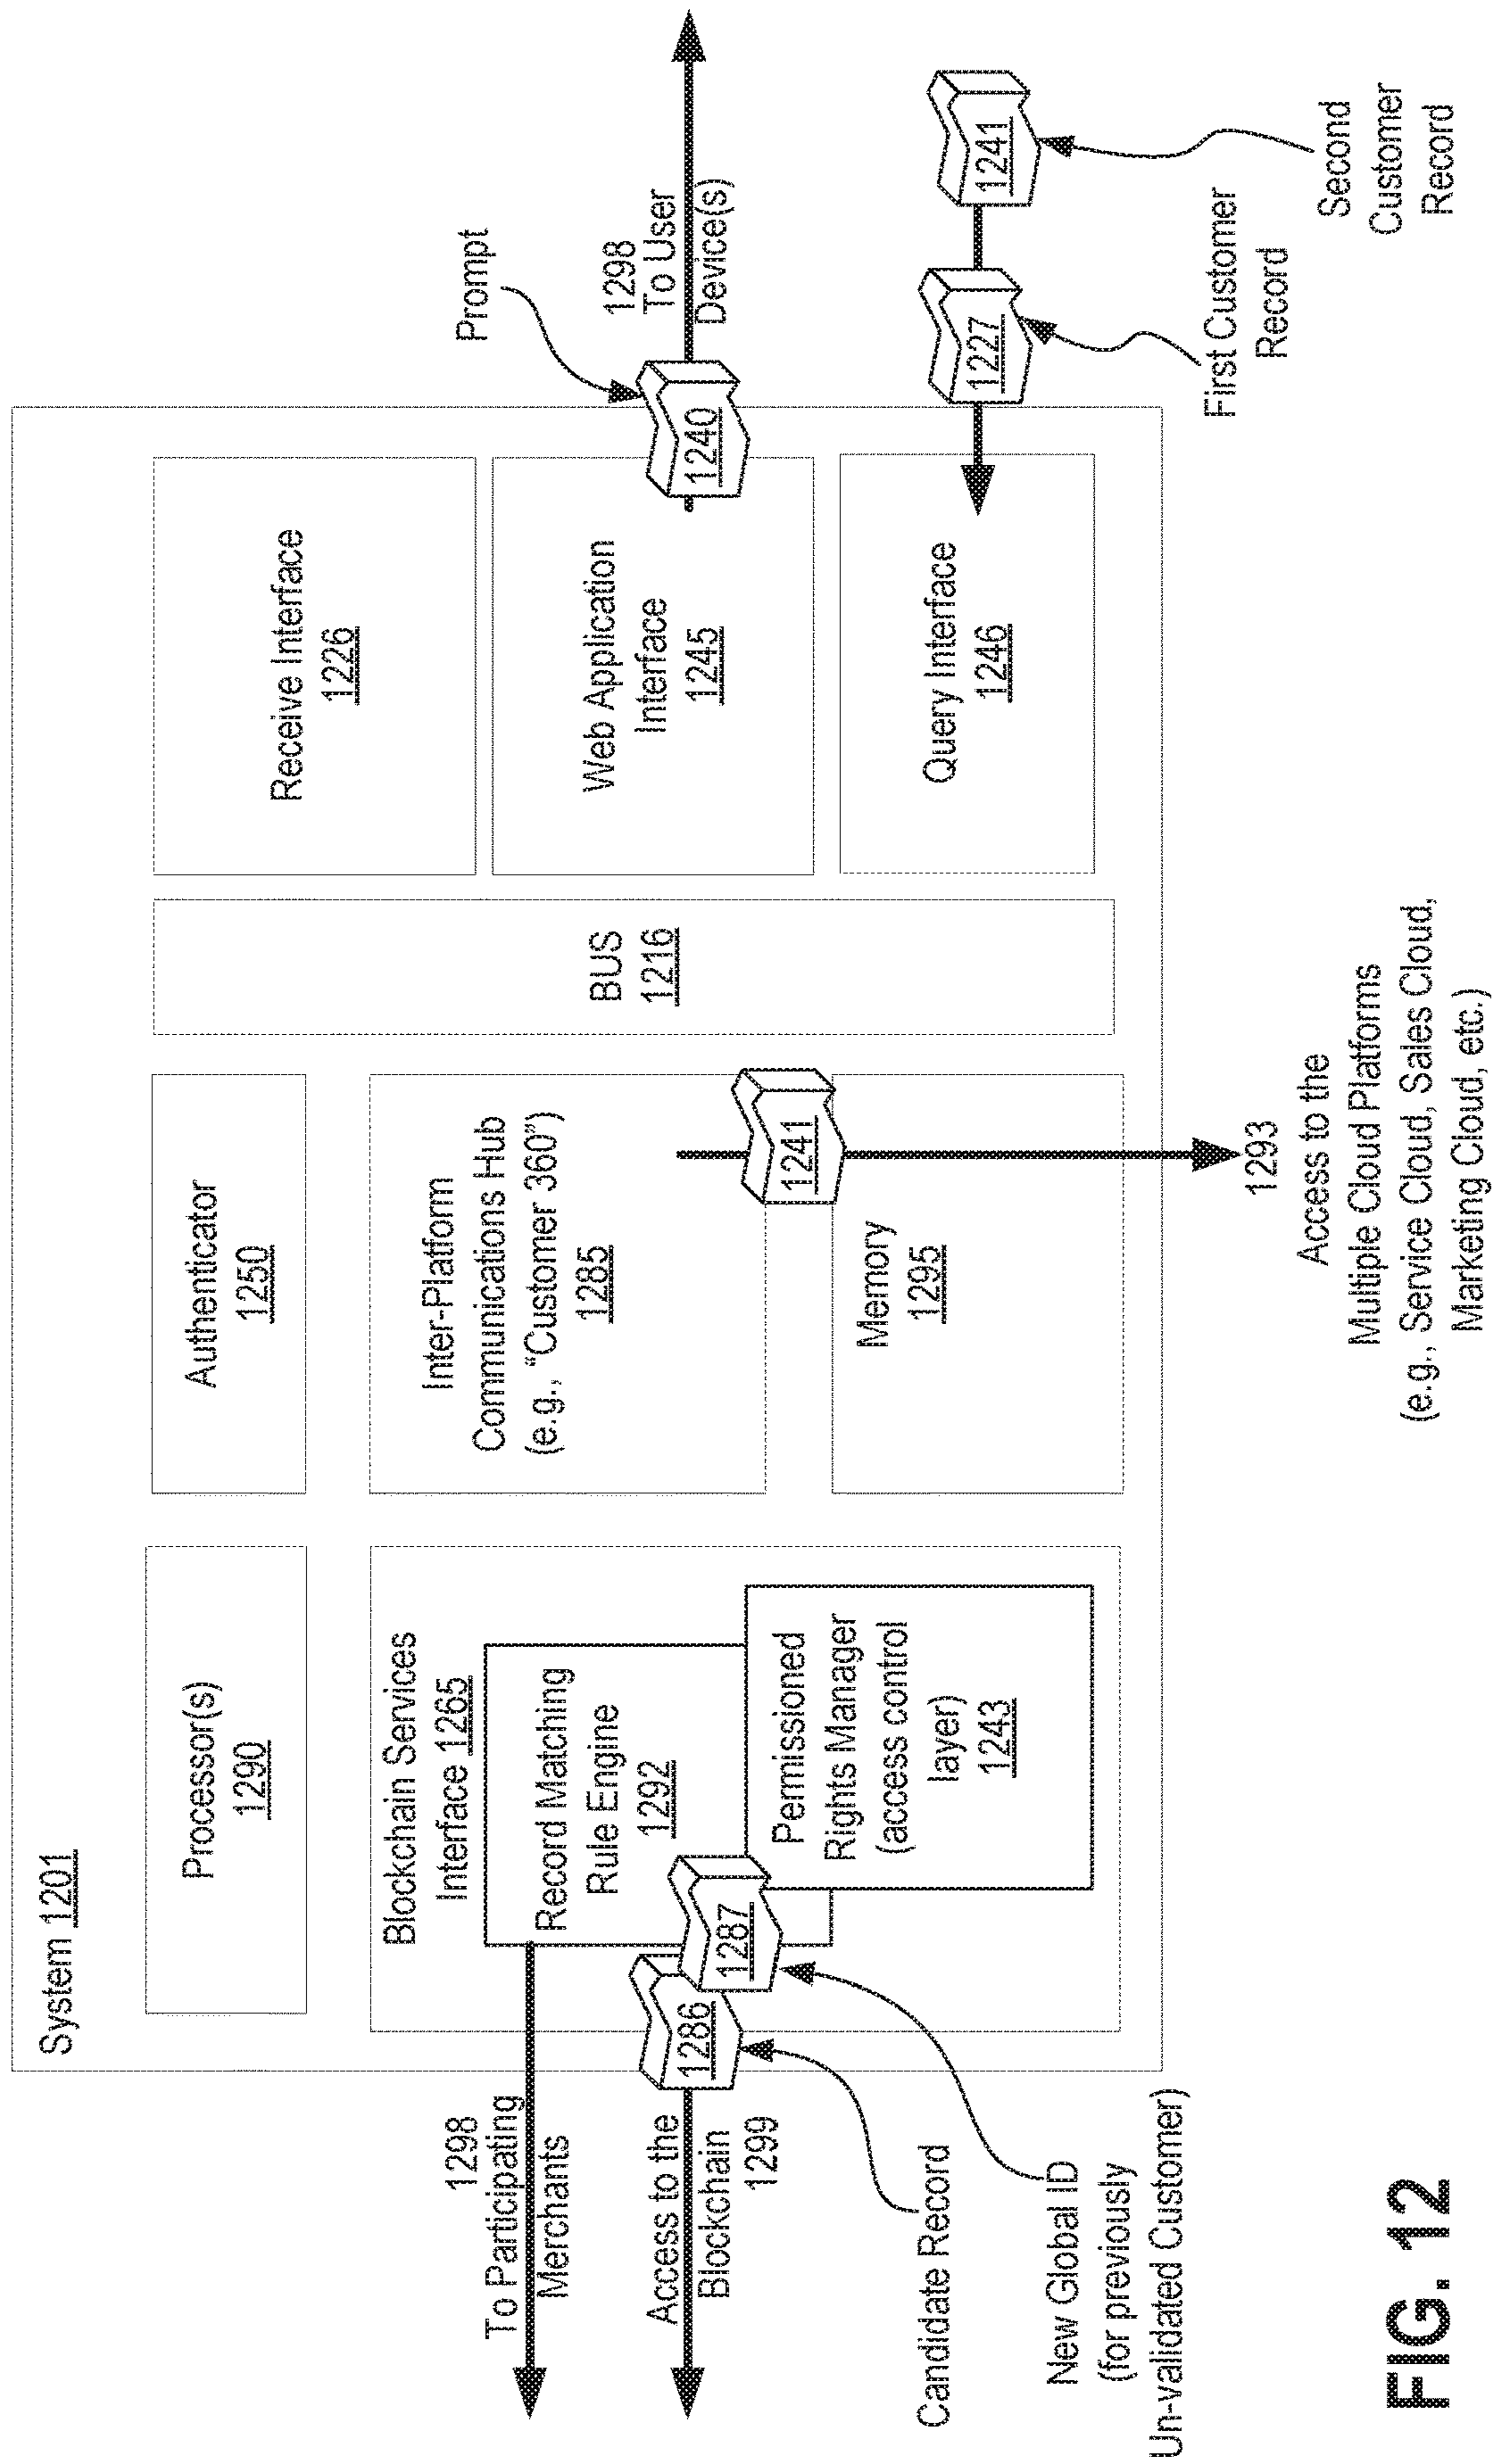 System 1201
Processor(s)
1290
Authenticator
1250
BUS
1216
Receive Interface
1226
Blockchain Services
Interface 1265
Record Matching
Rule Engine
1292
Permissioned
Rights Manager
(access control
layer)
1243
Inter-Platform
Communications Hub
(e.g., “Customer 360”)
1285
Memory
1295
Web Application
Interface
1245
Query Interface
1246
Prompt
1240
1298
To User
Device(s)
1227
1241
First Customer
Record
Second
Customer
Record
1241
1293
Access to the
Multiple Cloud Platforms
(e.g., Service Cloud, Sales Cloud,
Marketing Cloud, etc.)
1298
To Participating
Merchants
Access to the
Blockchain
1299
1286
1287
Candidate Record
New Global ID
(for previously
Un-validated Customer)
FIG. 12